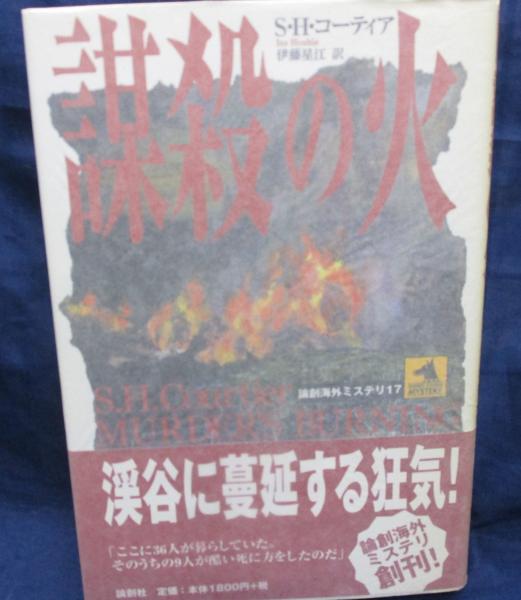 S・H・コーティア
Ito Hoshie
伊藤星江 訳
謀殺の火
論創海外ミステリ17
MYSTERY
S.H.Courtier
MURDER'S BURNING
渓谷に蔓延する狂気!
「ここに36人が暮らしていた。
そのうちの9人が酷い死に方をしたのだ」
論創海外
ミステリ
創刊!
論創社 定価:本体1800円+税